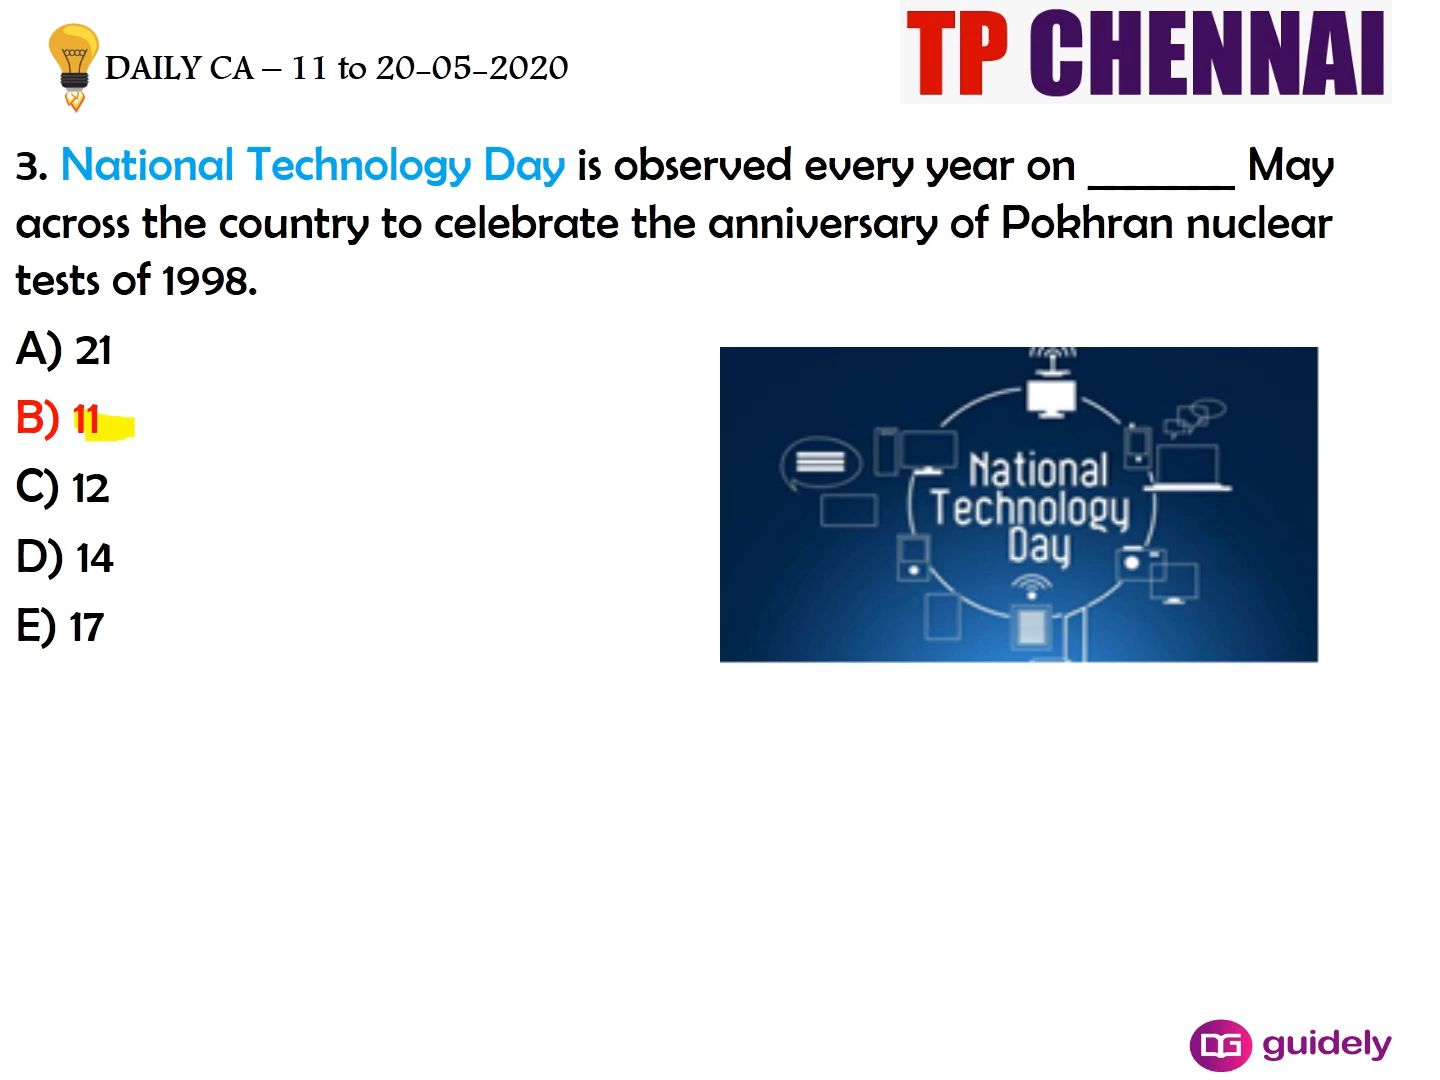 DAILY CA – 11 to 20-05-2020
TP CHENNAI
3. National Technology Day is observed every year on _______ May
across the country to celebrate the anniversary of Pokhran nuclear
tests of 1998.
A) 21
B) 11
C) 12
D) 14
E) 17
National
Technology
Day
guidely